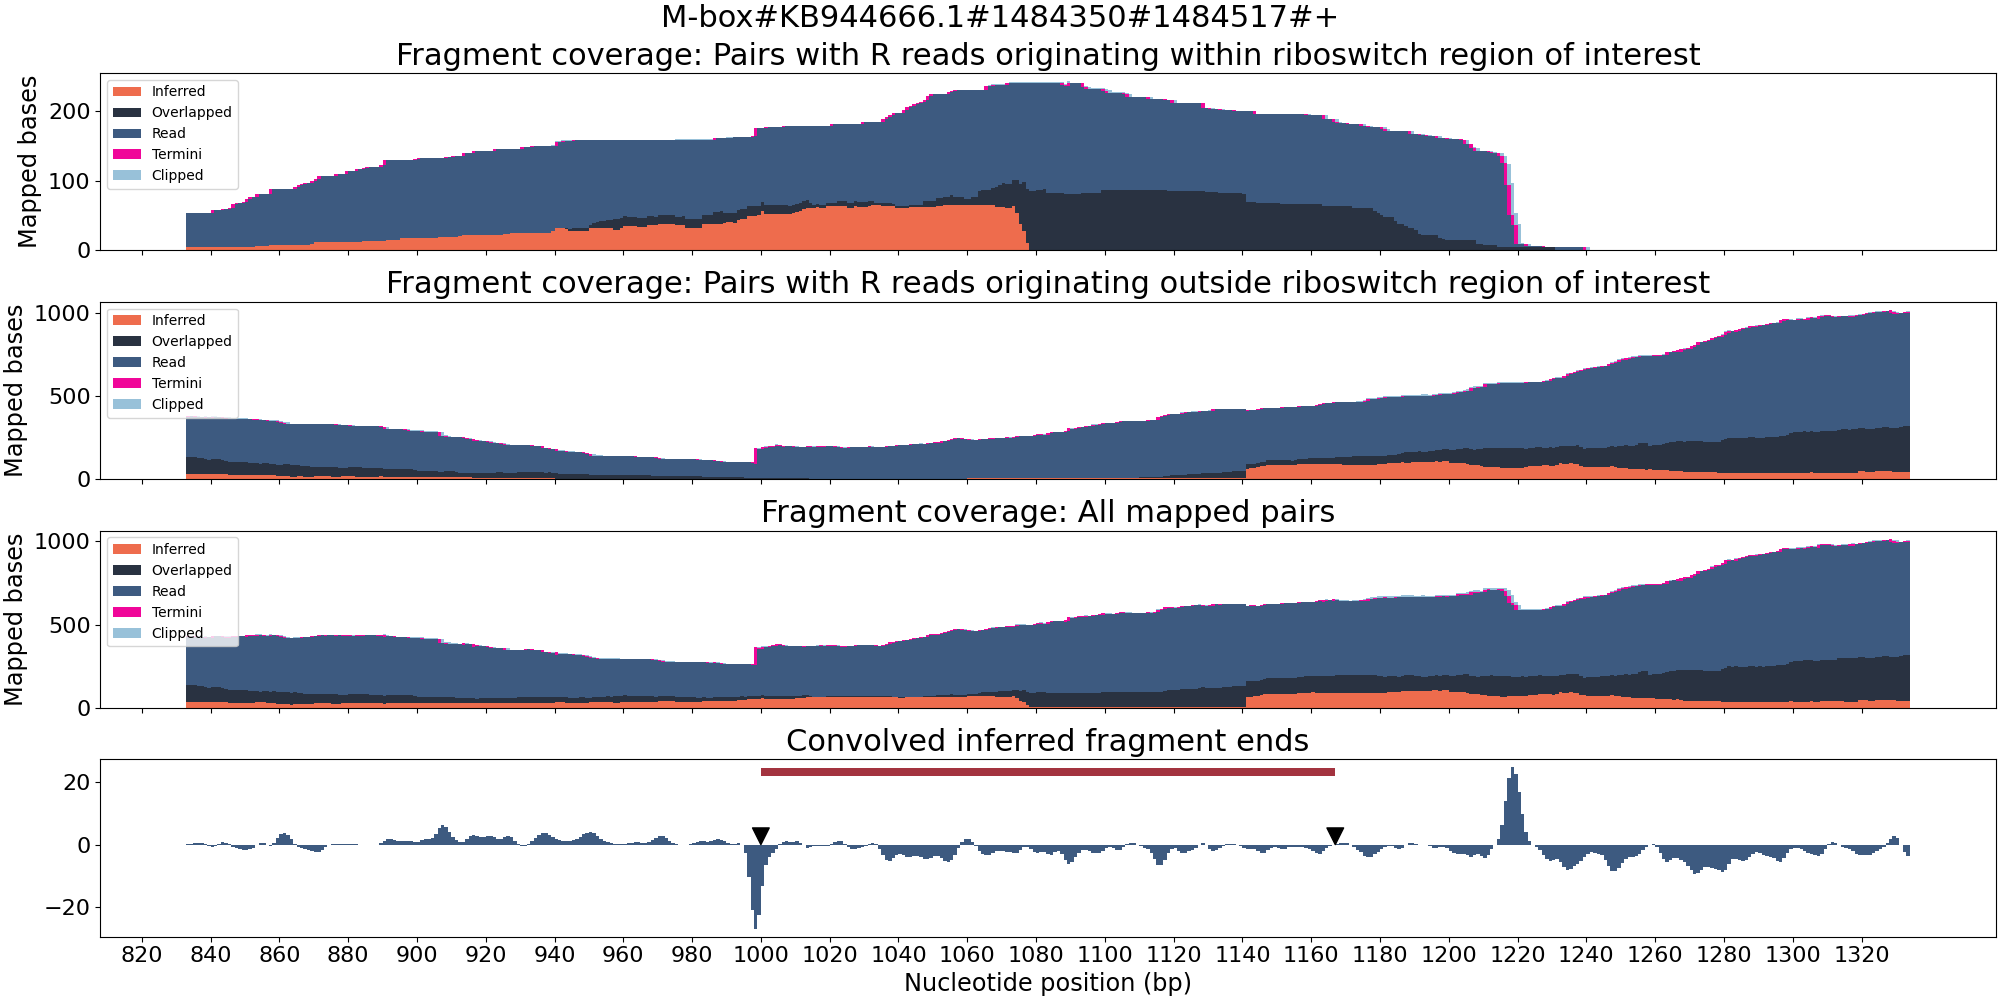 M-box#KB944666.1#1484350#1484517#+
Fragment coverage: Pairs with R reads originating within riboswitch region of interest
Mapped bases
200
100
0
Inferred
Overlapped
Read
Termini
Clipped
Fragment coverage: Pairs with R reads originating outside riboswitch region of interest
Mapped bases
1000
500
0
Inferred
Overlapped
Read
Termini
Clipped
Fragment coverage: All mapped pairs
Mapped bases
1000
500
0
Inferred
Overlapped
Read
Termini
Clipped
Convolved inferred fragment ends
20
0
−20
820 840 860 880 900 920 940 960 980 1000 1020 1040 1060 1080 1100 1120 1140 1160 1180 1200 1220 1240 1260 1280 1300 1320
Nucleotide position (bp)